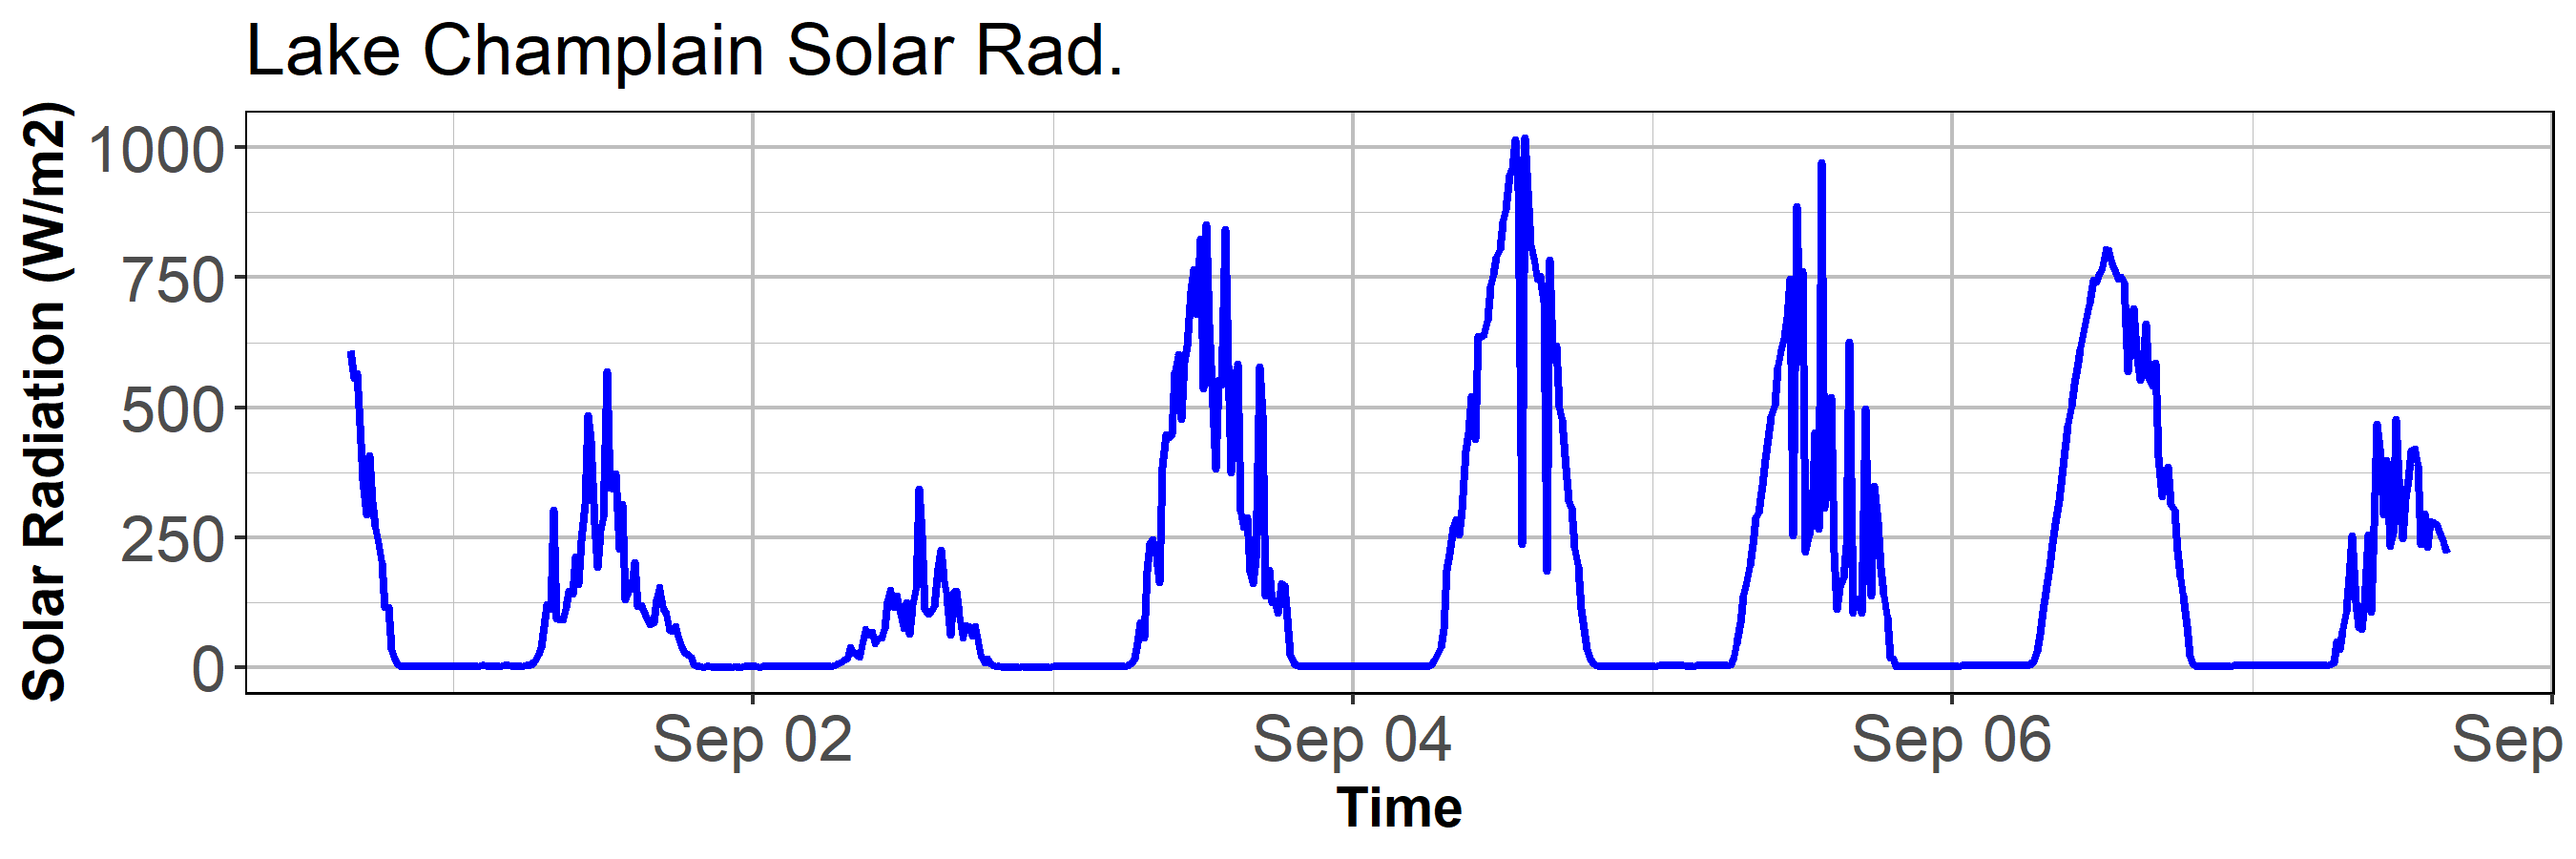 Lake Champlain Solar Rad.
Solar Radiation (W/m2)
1000
750
500
250
0
Sep 02 Sep 04 Sep 06 Sep
Time